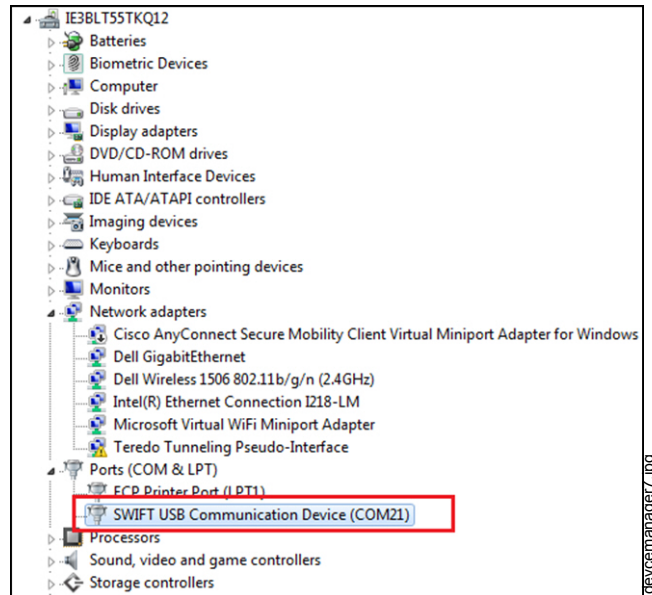 IE3BLT55TKQ12
Batteries
Biometric Devices
Computer
Disk drives
Display adapters
DVD/CD-ROM drives
Human Interface Devices
IDE ATA/ATAPI controllers
Imaging devices
Keyboards
Mice and other pointing devices
Monitors
Network adapters
Cisco AnyConnect Secure Mobility Client Virtual Miniport Adapter for Windows
Dell GigabitEthernet
Dell Wireless 1506 802.11b/g/n (2.4GHz)
Intel(R) Ethernet Connection I218-LM
Microsoft Virtual WiFi Miniport Adapter
Teredo Tunneling Pseudo-Interface
Ports (COM & LPT)
ECP Printer Port (LPT1)
SWIFT USB Communication Device (COM21)
Processors
Sound, video and game controllers
Storage controllers
devcemanager7.jpg